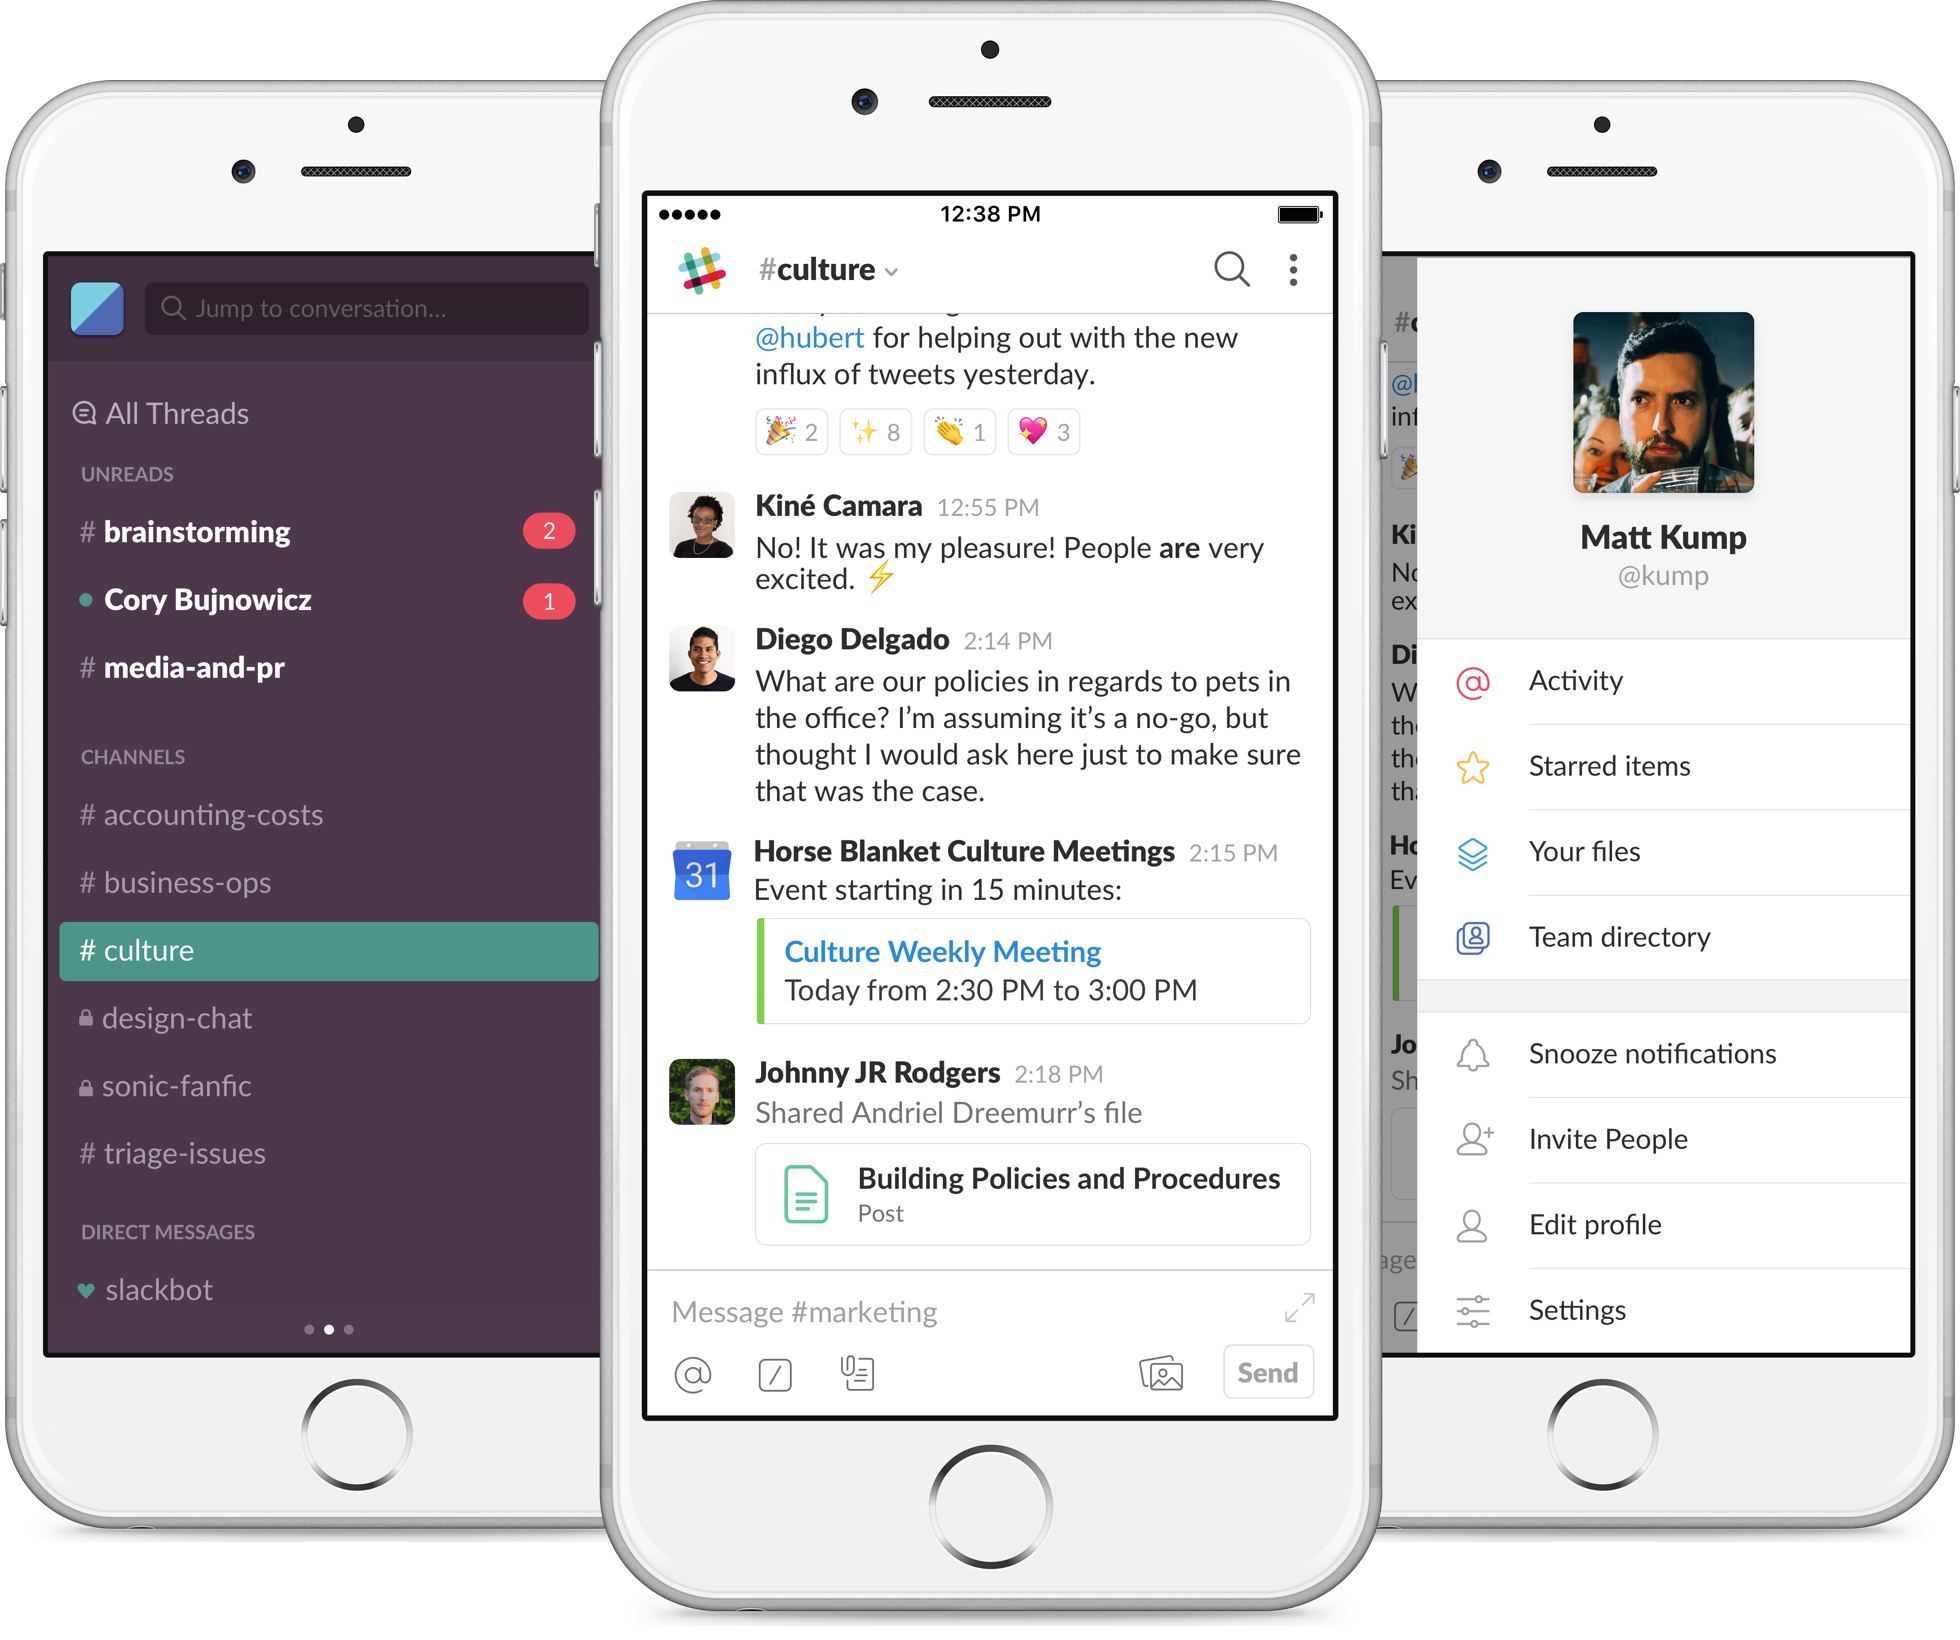 Jump to conversation...
All Threads
UNREADS
# brainstorming 2
Cory Bujnowicz 1
# media-and-pr
CHANNELS
# accounting-costs
# business-ops
# culture
design-chat
sonic-fanfic
# triage-issues
DIRECT MESSAGES
slackbot
12:38 PM
#culture
@hubert for helping out with the new
influx of tweets yesterday.
2 8 1 3
Kiné Camara 12:55 PM
No! It was my pleasure! People are very
excited. ⚡
Diego Delgado 2:14 PM
What are our policies in regards to pets in
the office? I’m assuming it’s a no-go, but
thought I would ask here just to make sure
that was the case.
31
Horse Blanket Culture Meetings 2:15 PM
Event starting in 15 minutes:
Culture Weekly Meeting
Today from 2:30 PM to 3:00 PM
Johnny JR Rodgers 2:18 PM
Shared Andriel Dreemurr’s file
Building Policies and Procedures
Post
Message #marketing
Send
Matt Kump
@kump
Activity
Starred items
Your files
Team directory
Snooze notifications
Invite People
Edit profile
Settings